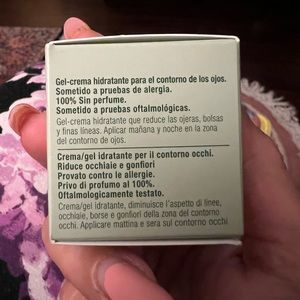 Gel-crema hidratante para el contorno de los ojos.
Sometido a pruebas de alergia.
100% Sin perfume.
Sometido a pruebas oftalmológicas.
Gel-crema hidratante que reduce las ojeras, bolsas
y finas líneas. Aplicar mañana y noche en la zona
del contorno de ojos.
Crema/gel idratante per il contorno occhi.
Riduce occhiaie e gonfiori
Provato contro le allergie.
Privo di profumo al 100%.
Oftalmologicamente testato.
Crema/gel idratante, diminuisce l'aspetto di linee,
occhiaie, borse e gonfiori della zona del contorno
occhi. Applicare mattina e sera sul contorno occhi